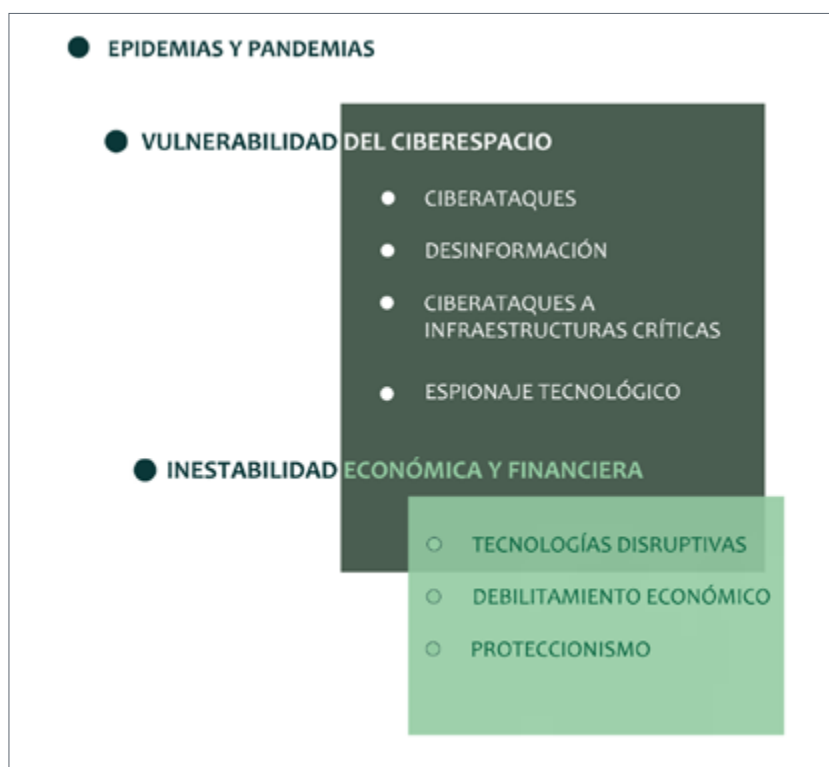 EPIDEMIAS Y PANDEMIAS
VULNERABILIDAD DEL CIBERESPACIO
CIBERATAQUES
DESINFORMACIÓN
CIBERATAQUES A
INFRAESTRUCTURAS CRÍTICAS
ESPIONAJE TECNOLÓGICO
INESTABILIDAD ECONÓMICA Y FINANCIERA
TECNOLOGÍAS DISRUPTIVAS
DEBILITAMIENTO ECONÓMICO
PROTECCIONISMO